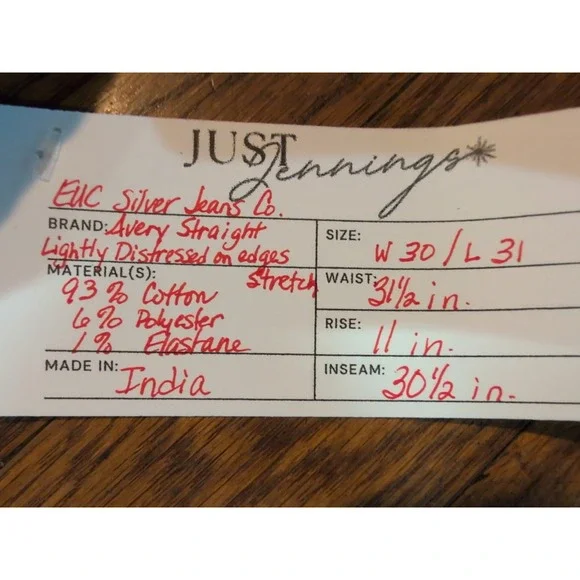 JUST
Jennings
EUC Silver Jeans Co.
BRAND: Avery Straight
Lightly Distressed on edges
MATERIAL(S): Stretch
93% Cotton
6% Polyester
1% Elastane
MADE IN: India
SIZE: W 30 / L 31
WAIST: 31½ in.
RISE: 11 in.
INSEAM: 30½ in.